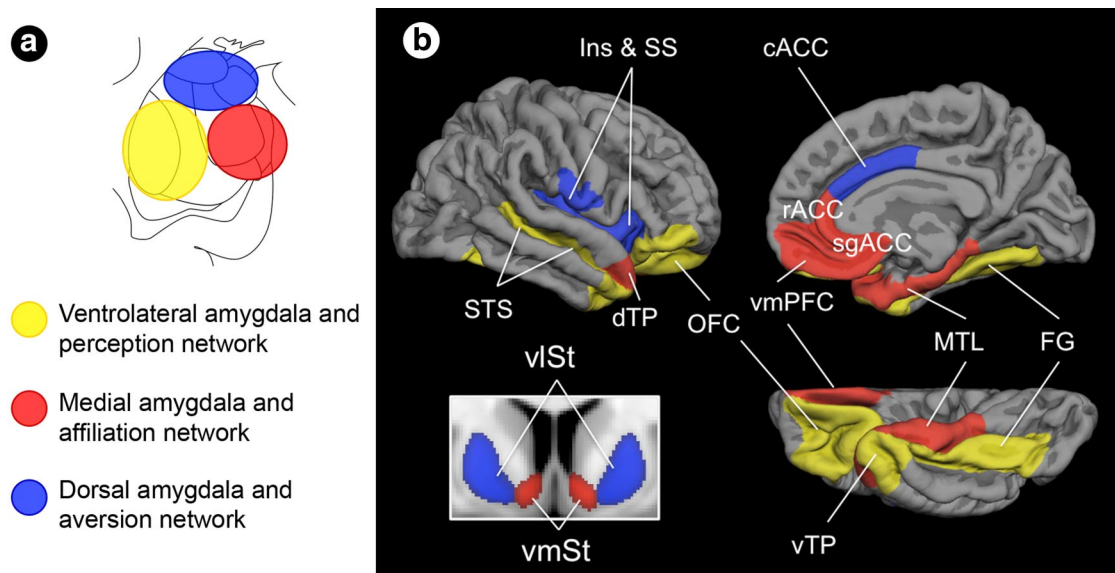 a
Ventrolateral amygdala and
perception network
Medial amygdala and
affiliation network
Dorsal amygdala and
aversion network
b
Ins & SS
cACC
rACC
sgACC
STS
dTP
OFC
vmPFC
MTL
FG
vlSt
vmSt
vTP